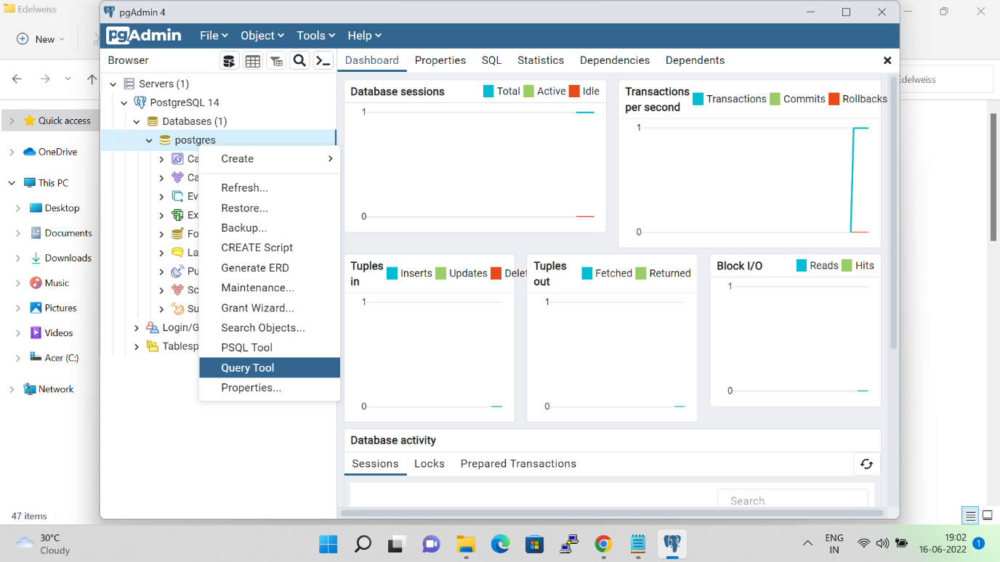 Edelweiss
pgAdmin 4
New
pgAdmin
File
Object
Tools
Help
Browser
Dashboard
Properties
SQL
Statistics
Dependencies
Dependents
Edelweiss
Quick access
OneDrive
This PC
Desktop
Documents
Downloads
Music
Pictures
Videos
Acer (C:)
Network
47 items
Servers (1)
PostgreSQL 14
Databases (1)
postgres
Ca
Ca
Ev
Ex
Fo
La
Pu
Sc
Su
Login/G
Tablesp
Create
Refresh...
Restore...
Backup...
CREATE Script
Generate ERD
Maintenance...
Grant Wizard...
Search Objects...
PSQL Tool
Query Tool
Properties...
Database sessions
Total
Active
Idle
1
0
Transactions
per second
Transactions
Commits
Rollbacks
1
0
Tuples
in
Inserts
Updates
Delet
1
0
Tuples
out
Fetched
Returned
1
0
Block I/O
Reads
Hits
1
0
Database activity
Sessions
Locks
Prepared Transactions
Search
30°C
Cloudy
ENG
IN
19:02
16-06-2022
1